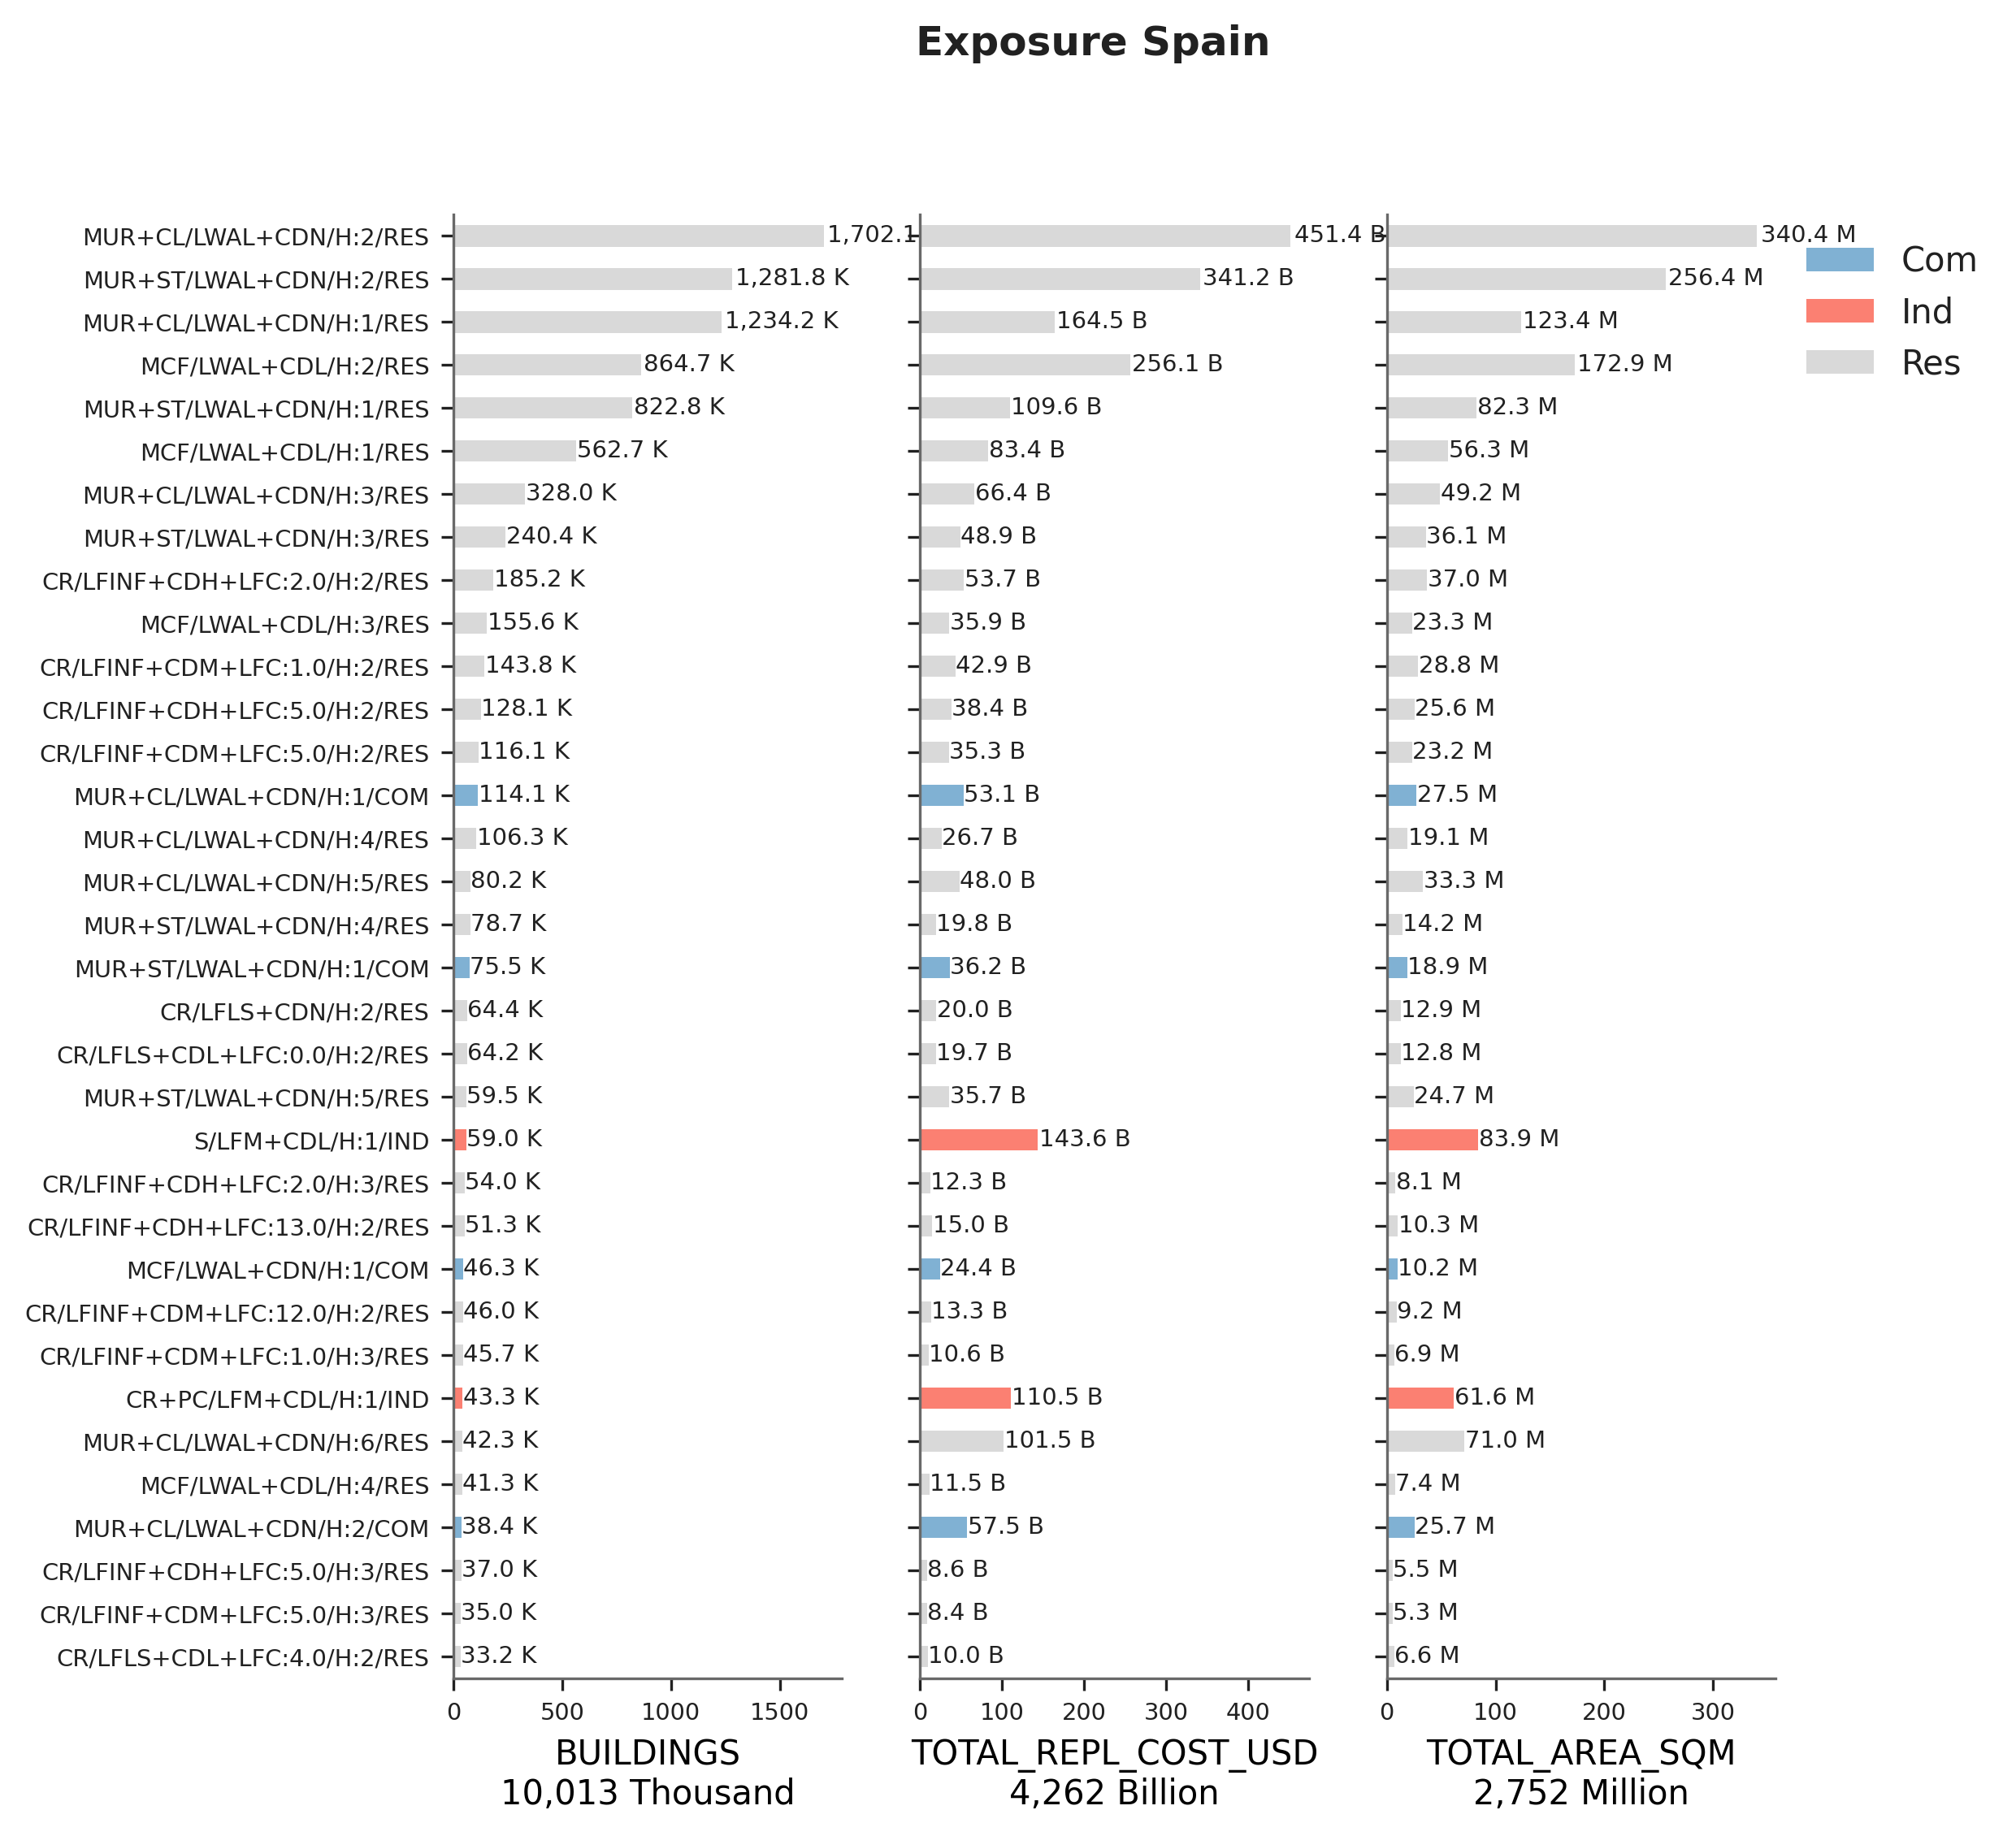 Exposure Spain
MUR+CL/LWAL+CDN/H:2/RES 1,702.1 451.4 B 340.4 M
MUR+ST/LWAL+CDN/H:2/RES 1,281.8 K 341.2 B 256.4 M
MUR+CL/LWAL+CDN/H:1/RES 1,234.2 K 164.5 B 123.4 M
MCF/LWAL+CDL/H:2/RES 864.7 K 256.1 B 172.9 M
MUR+ST/LWAL+CDN/H:1/RES 822.8 K 109.6 B 82.3 M
MCF/LWAL+CDL/H:1/RES 562.7 K 83.4 B 56.3 M
MUR+CL/LWAL+CDN/H:3/RES 328.0 K 66.4 B 49.2 M
MUR+ST/LWAL+CDN/H:3/RES 240.4 K 48.9 B 36.1 M
CR/LFINF+CDH+LFC:2.0/H:2/RES 185.2 K 53.7 B 37.0 M
MCF/LWAL+CDL/H:3/RES 155.6 K 35.9 B 23.3 M
CR/LFINF+CDM+LFC:1.0/H:2/RES 143.8 K 42.9 B 28.8 M
CR/LFINF+CDH+LFC:5.0/H:2/RES 128.1 K 38.4 B 25.6 M
CR/LFINF+CDM+LFC:5.0/H:2/RES 116.1 K 35.3 B 23.2 M
MUR+CL/LWAL+CDN/H:1/COM 114.1 K 53.1 B 27.5 M
MUR+CL/LWAL+CDN/H:4/RES 106.3 K 26.7 B 19.1 M
MUR+CL/LWAL+CDN/H:5/RES 80.2 K 48.0 B 33.3 M
MUR+ST/LWAL+CDN/H:4/RES 78.7 K 19.8 B 14.2 M
MUR+ST/LWAL+CDN/H:1/COM 75.5 K 36.2 B 18.9 M
CR/LFLS+CDN/H:2/RES 64.4 K 20.0 B 12.9 M
CR/LFLS+CDL+LFC:0.0/H:2/RES 64.2 K 19.7 B 12.8 M
MUR+ST/LWAL+CDN/H:5/RES 59.5 K 35.7 B 24.7 M
S/LFM+CDL/H:1/IND 59.0 K 143.6 B 83.9 M
CR/LFINF+CDH+LFC:2.0/H:3/RES 54.0 K 12.3 B 8.1 M
CR/LFINF+CDH+LFC:13.0/H:2/RES 51.3 K 15.0 B 10.3 M
MCF/LWAL+CDN/H:1/COM 46.3 K 24.4 B 10.2 M
CR/LFINF+CDM+LFC:12.0/H:2/RES 46.0 K 13.3 B 9.2 M
CR/LFINF+CDM+LFC:1.0/H:3/RES 45.7 K 10.6 B 6.9 M
CR+PC/LFM+CDL/H:1/IND 43.3 K 110.5 B 61.6 M
MUR+CL/LWAL+CDN/H:6/RES 42.3 K 101.5 B 71.0 M
MCF/LWAL+CDL/H:4/RES 41.3 K 11.5 B 7.4 M
MUR+CL/LWAL+CDN/H:2/COM 38.4 K 57.5 B 25.7 M
CR/LFINF+CDH+LFC:5.0/H:3/RES 37.0 K 8.6 B 5.5 M
CR/LFINF+CDM+LFC:5.0/H:3/RES 35.0 K 8.4 B 5.3 M
CR/LFLS+CDL+LFC:4.0/H:2/RES 33.2 K 10.0 B 6.6 M
0 500 1000 1500 0 100 200 300 400 0 100 200 300
BUILDINGS
10,013 Thousand
TOTAL_REPL_COST_USD
4,262 Billion
TOTAL_AREA_SQM
2,752 Million
Com
Ind
Res